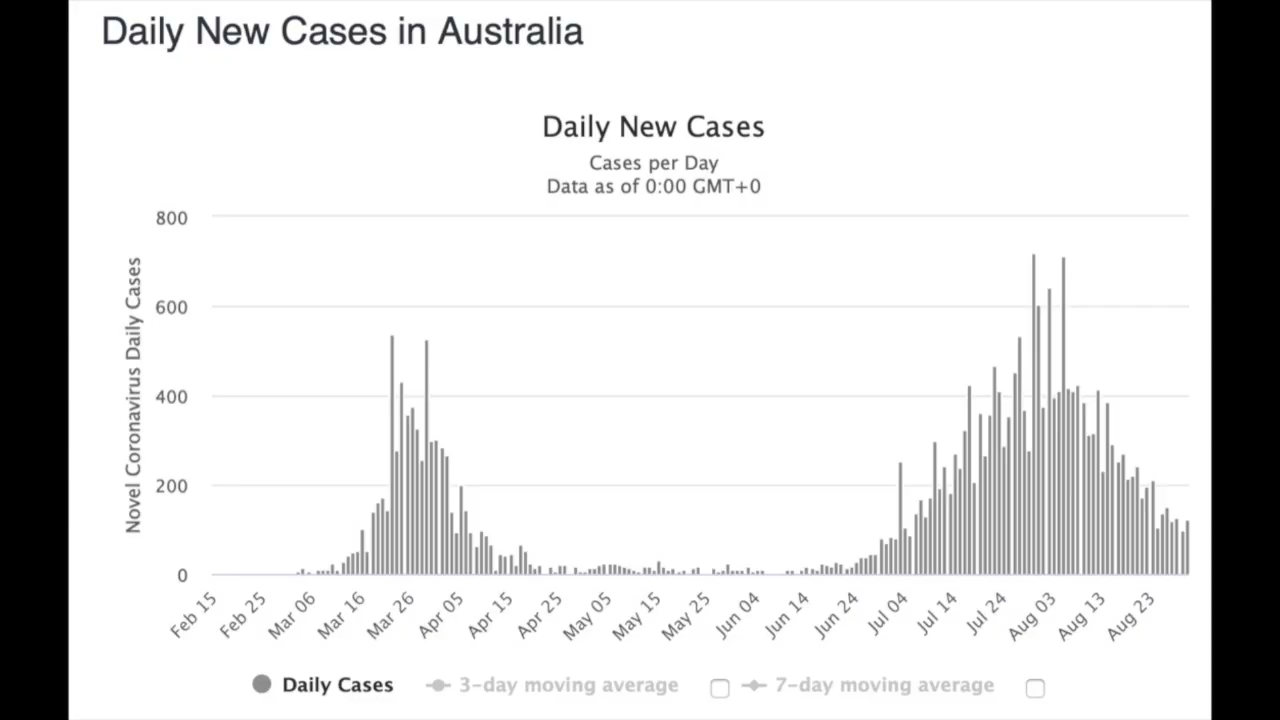 Daily New Cases in Australia
Daily New Cases
Cases per Day
Data as of 0:00 GMT+0
Novel Coronavirus Daily Cases
800
600
400
200
0
Feb 15 Feb 25 Mar 06 Mar 16 Mar 26 Apr 05 Apr 15 Apr 25 May 05 May 15 May 25 Jun 04 Jun 14 Jun 24 Jul 04 Jul 14 Jul 24 Aug 03 Aug 13 Aug 23
Daily Cases 3-day moving average 7-day moving average